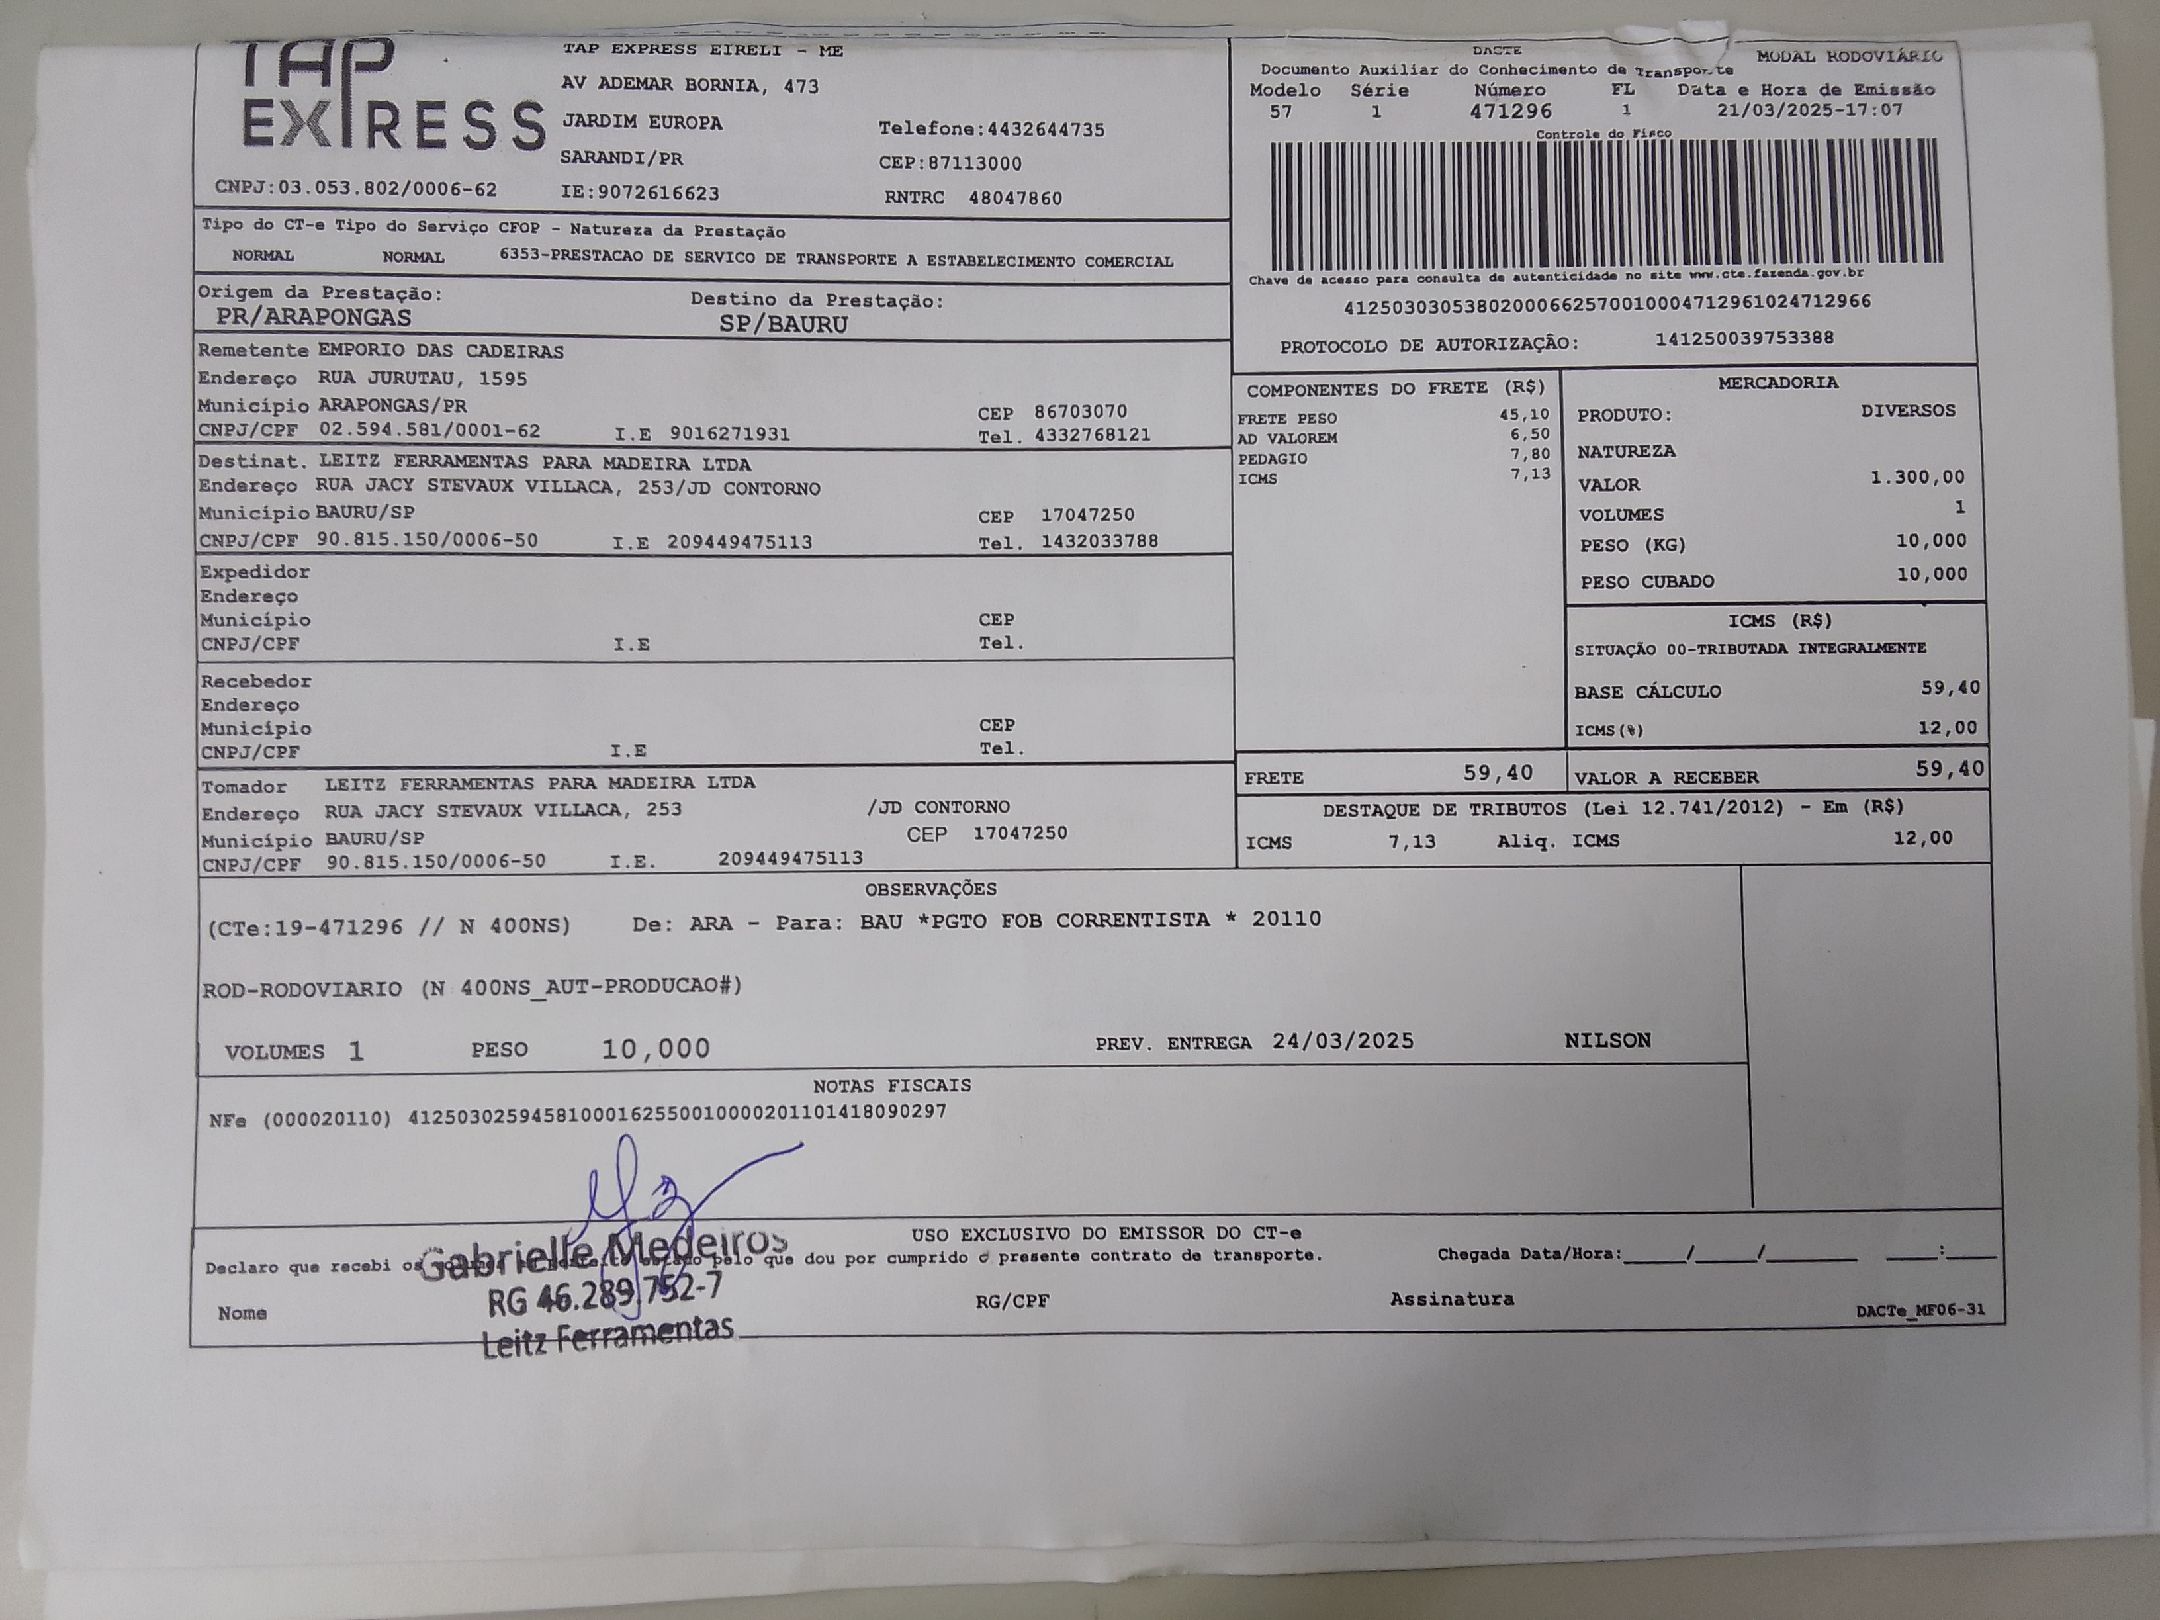 TAP EXPRESS
TAP EXPRESS EIRELI - ME
AV ADEMAR BORNIA, 473
JARDIM EUROPA Telefone:4432644735
SARANDI/PR CEP:87113000
CNPJ:03.053.802/0006-62 IE:9072616623 RNTRC 48047860
DACTE MODAL RODOVIÁRIO
Documento Auxiliar do Conhecimento de Transporte
Modelo Série Número FL Data e Hora de Emissão
57 1 471296 1 21/03/2025-17:07
Controle do Fisco
Chave de acesso para consulta de autenticidade no site www.cte.fazenda.gov.br
41250303053802000662570010004712961024712966
PROTOCOLO DE AUTORIZAÇÃO: 141250039753388
Tipo do CT-e Tipo do Serviço CFOP - Natureza da Prestação
NORMAL NORMAL 6353-PRESTACAO DE SERVICO DE TRANSPORTE A ESTABELECIMENTO COMERCIAL
Origem da Prestação: Destino da Prestação:
PR/ARAPONGAS SP/BAURU
Remetente EMPORIO DAS CADEIRAS
Endereço RUA JURUTAU, 1595
Município ARAPONGAS/PR CEP 86703070
CNPJ/CPF 02.594.581/0001-62 I.E 9016271931 Tel. 4332768121
Destinat. LEITZ FERRAMENTAS PARA MADEIRA LTDA
Endereço RUA JACY STEVAUX VILLACA, 253/JD CONTORNO
Município BAURU/SP CEP 17047250
CNPJ/CPF 90.815.150/0006-50 I.E 209449475113 Tel. 1432033788
Expedidor
Endereço
Município CEP
CNPJ/CPF I.E Tel.
Recebedor
Endereço
Município CEP
CNPJ/CPF I.E Tel.
Tomador LEITZ FERRAMENTAS PARA MADEIRA LTDA
Endereço RUA JACY STEVAUX VILLACA, 253 /JD CONTORNO
Município BAURU/SP CEP 17047250
CNPJ/CPF 90.815.150/0006-50 I.E. 209449475113
COMPONENTES DO FRETE (R$)
FRETE PESO 45,10
AD VALOREM 6,50
PEDAGIO 7,80
ICMS 7,13
MERCADORIA
PRODUTO: DIVERSOS
NATUREZA
VALOR 1.300,00
VOLUMES 1
PESO (KG) 10,000
PESO CUBADO 10,000
ICMS (R$)
SITUAÇÃO 00-TRIBUTADA INTEGRALMENTE
BASE CÁLCULO 59,40
ICMS(%) 12,00
FRETE 59,40 VALOR A RECEBER 59,40
DESTAQUE DE TRIBUTOS (Lei 12.741/2012) - Em (R$)
ICMS 7,13 Aliq. ICMS 12,00
OBSERVAÇÕES
(CTe:19-471296 // N 400NS) De: ARA - Para: BAU *PGTO FOB CORRENTISTA * 20110
ROD-RODOVIARIO (N 400NS_AUT-PRODUCAO#)
VOLUMES 1 PESO 10,000 PREV. ENTREGA 24/03/2025 NILSON
NOTAS FISCAIS
NFe (000020110) 41250302594581000162550010000201101418090297
USO EXCLUSIVO DO EMISSOR DO CT-e
Declaro que recebi os pelo que dou por cumprido o presente contrato de transporte. Chegada Data/Hora:____/____/______ ___:___
Gabrielle Medeiros
RG 46.289.752-7
Leitz Ferramentas
Nome RG/CPF Assinatura
DACTe_MF06-31